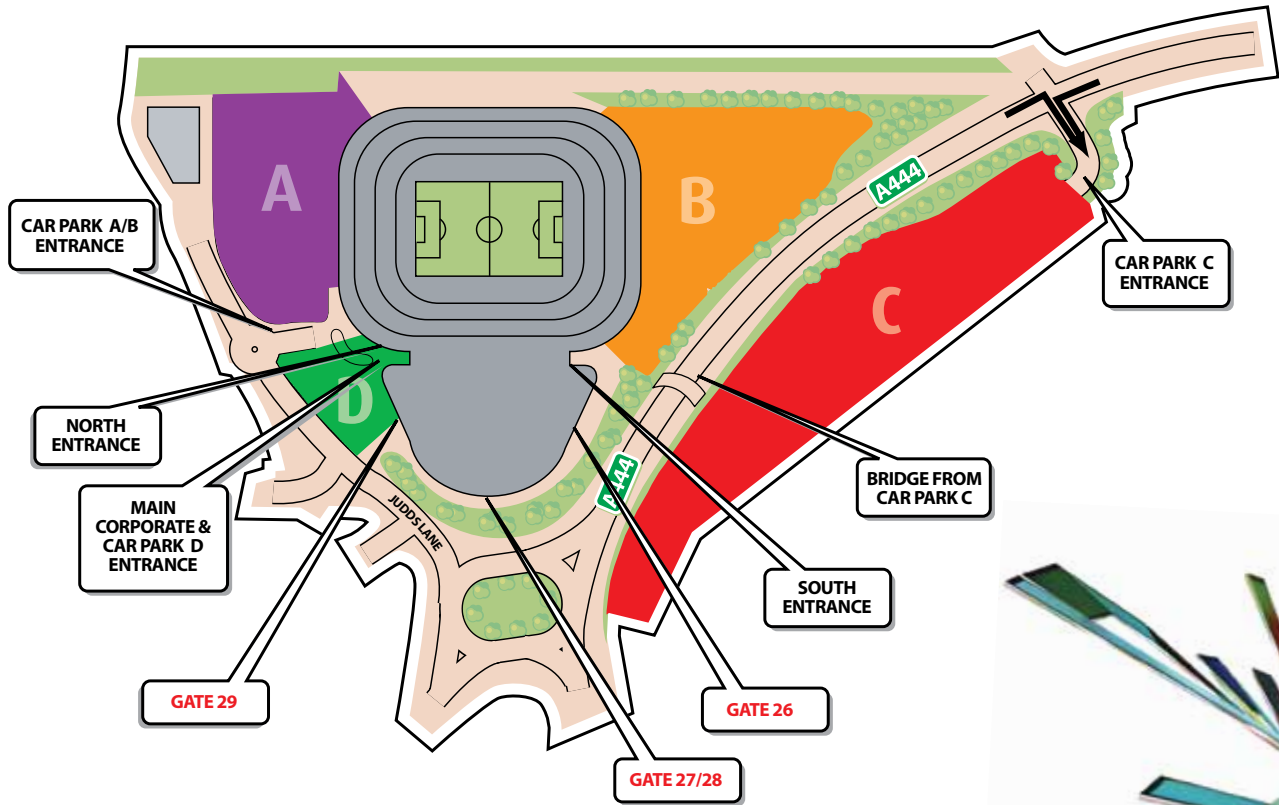 A
B
A444
CAR PARK A/B
ENTRANCE
CAR PARK C
ENTRANCE
C
D
NORTH
ENTRANCE
MAIN
CORPORATE &
CAR PARK D
ENTRANCE
BRIDGE FROM
CAR PARK C
A444
JUDDS LANE
SOUTH
ENTRANCE
GATE 29
GATE 26
GATE 27/28